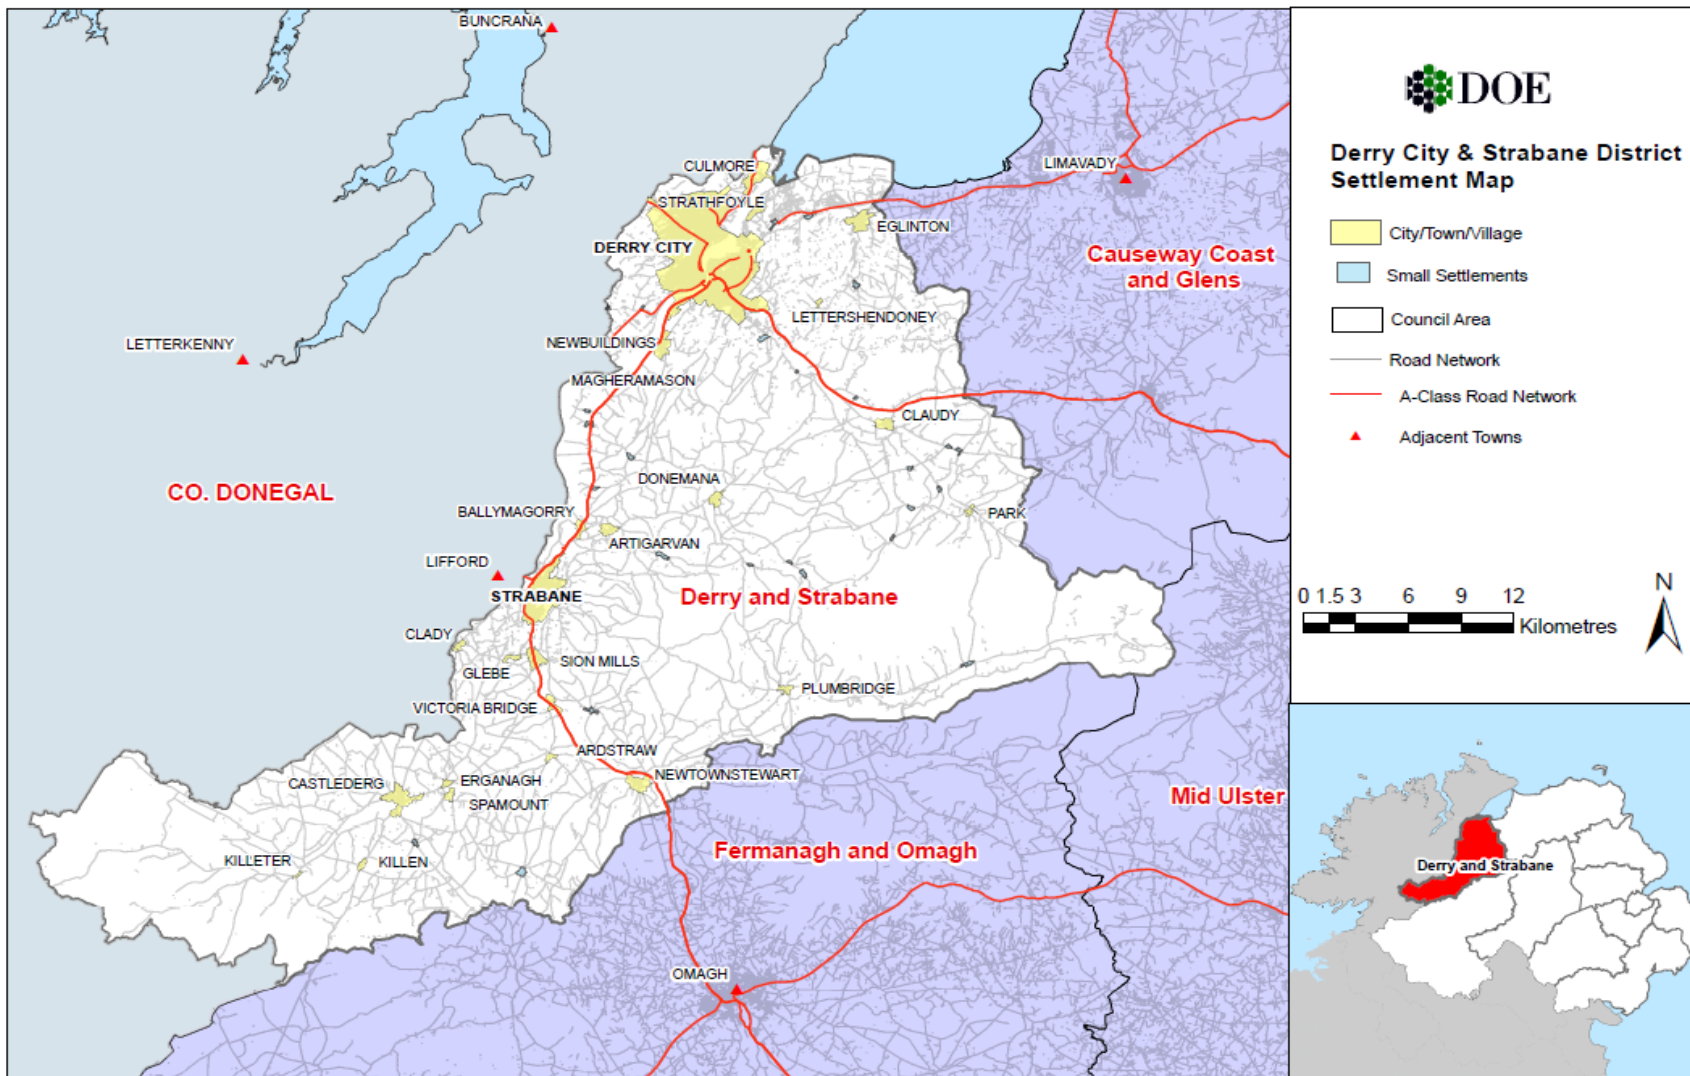 BUNCRANA
CULMORE
LIMAVADY
STRATHFOYLE
EGLINTON
DERRY CITY
Causeway Coast
and Glens
LETTERSHENDONEY
LETTERKENNY
NEWBUILDINGS
MAGHERAMASON
CLAUDY
DONEMANA
CO. DONEGAL
BALLYMAGORRY
PARK
ARTIGARVAN
LIFFORD
STRABANE
Derry and Strabane
CLADY
SION MILLS
GLEBE
PLUMBRIDGE
VICTORIA BRIDGE
ARDSTRAW
NEWTOWNSTEWART
CASTLEDERG
ERGANAGH
SPAMOUNT
Mid Ulster
Fermanagh and Omagh
KILLETER
KILLEN
OMAGH
DOE
Derry City & Strabane District
Settlement Map
City/Town/Village
Small Settlements
Council Area
Road Network
A-Class Road Network
Adjacent Towns
0 1.5 3 6 9 12
Kilometres
N
Derry and Strabane